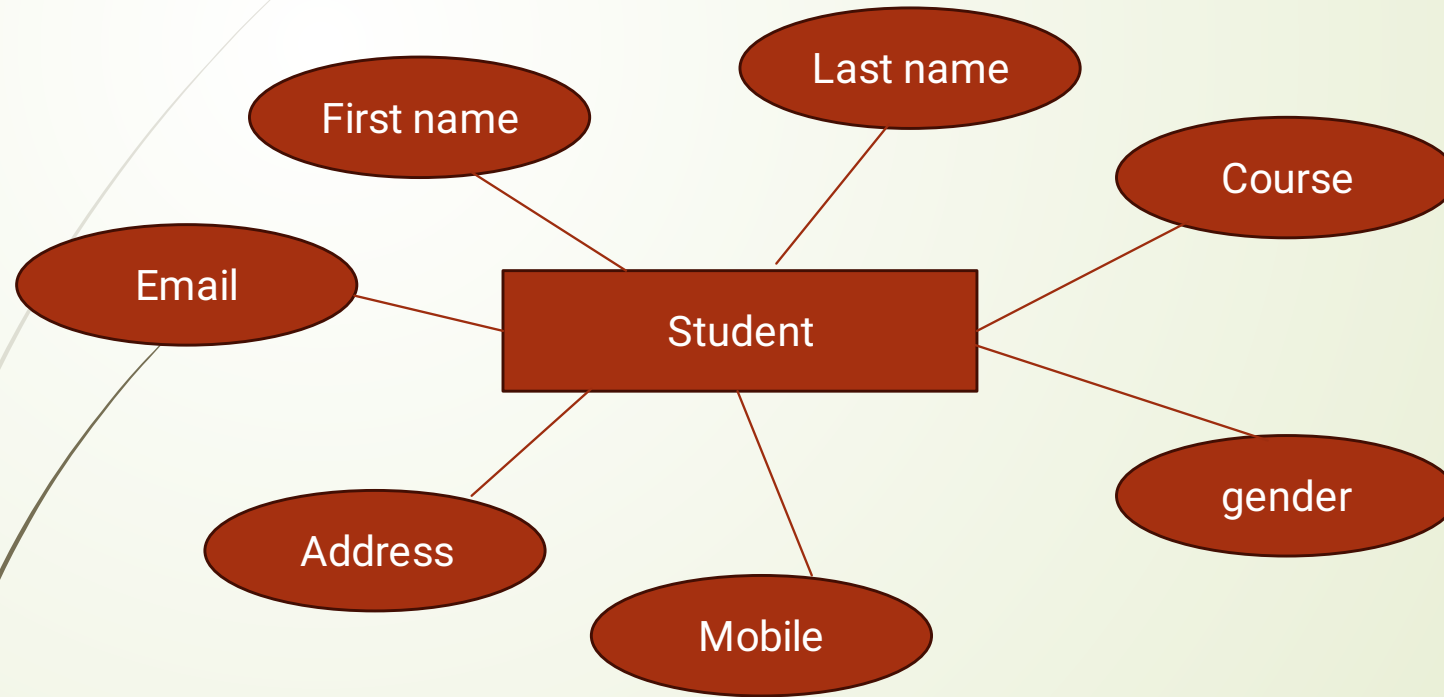 Last name
First name
Course
Email
Student
gender
Address
Mobile